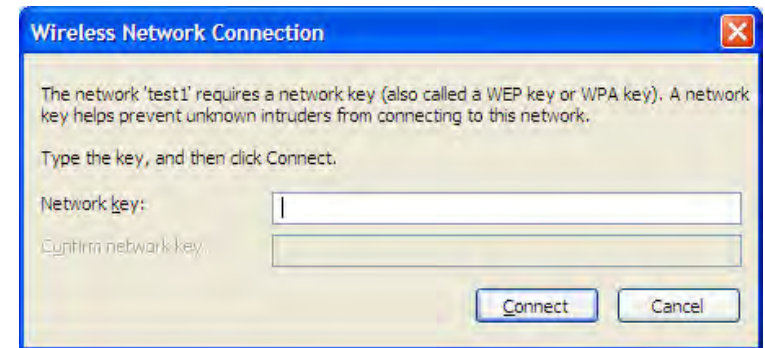 Wireless Network Connection
The network 'test1' requires a network key (also called a WEP key or WPA key). A network
key helps prevent unknown intruders from connecting to this network.
Type the key, and then click Connect.
Network key:
Confirm network key
Connect Cancel